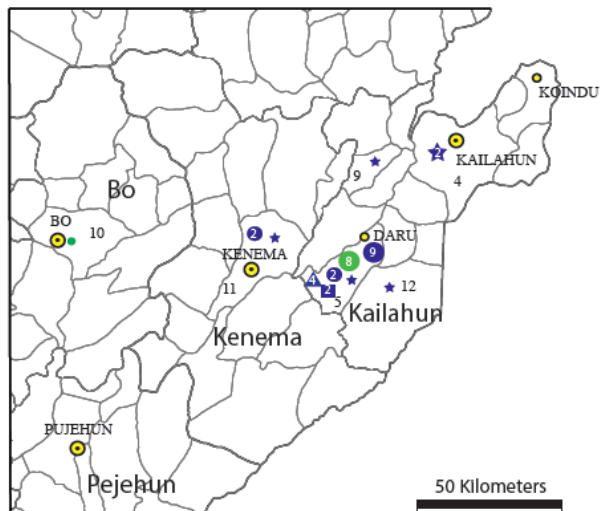 KOINDU
2
KAILAHUN
9
4
Bo
BO
10
2
DARU
KENEMA
8
9
4
2
2
11
5
12
Kailahun
Kenema
PUJEHUN
Pejehun
50 Kilometers